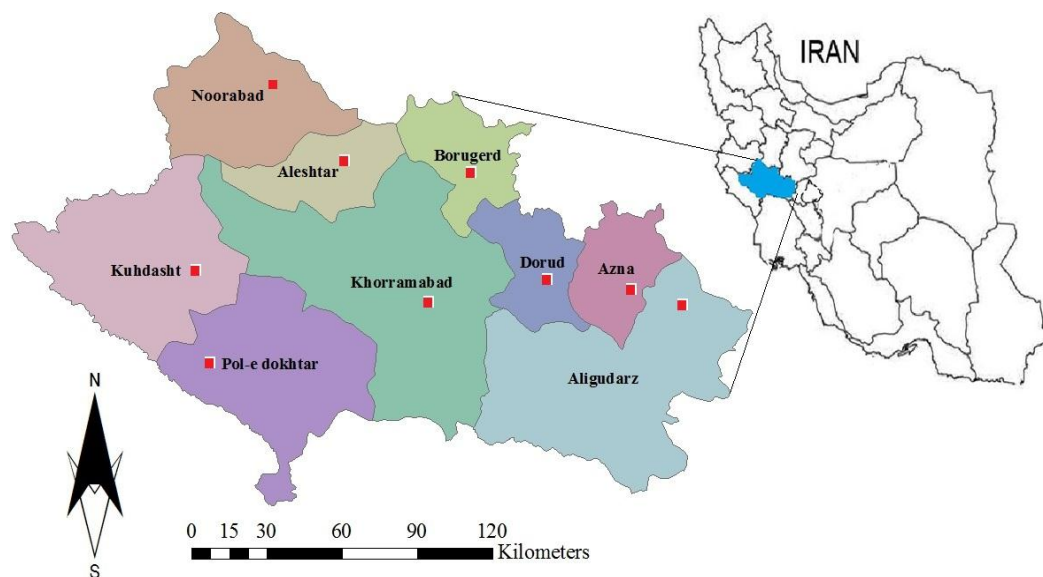 IRAN
Noorabad
Borugerd
Aleshtar
Dorud
Azna
Kuhdasht
Khorramabad
Pol-e dokhtar
Aligudarz
N
S
0 15 30 60 90 120
Kilometers